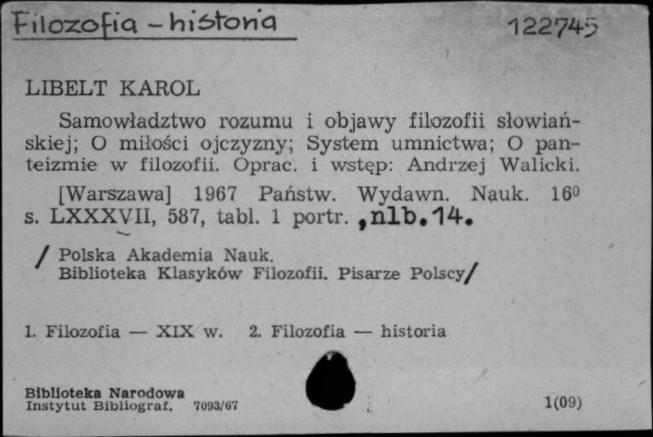 Filozofia – historia 122745
LIBELT KAROL
Samowładztwo rozumu i objawy filozofii słowiań-
skiej; O miłości ojczyzny; System umnictwa; O pan-
teizmie w filozofii. Oprac. i wstęp: Andrzej Walicki.
[Warszawa] 1967 Państw. Wydawn. Nauk. 16⁰
s. LXXXVII, 587, tabl. 1 portr. , nlb. 14.
/ Polska Akademia Nauk.
Biblioteka Klasyków Filozofii. Pisarze Polscy/
1. Filozofia — XIX w. 2. Filozofia — historia
Biblioteka Narodowa
Instytut Bibliograf. 7093/67 1(09)